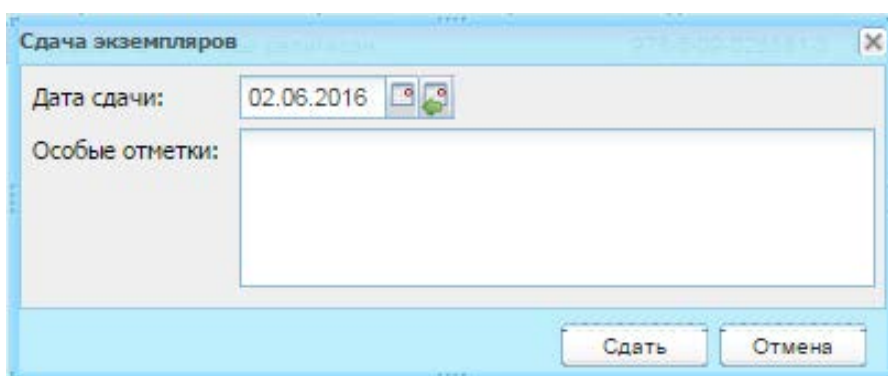 Сдача экземпляров
Дата сдачи: 02.06.2016
Особые отметки:
Сдать Отмена